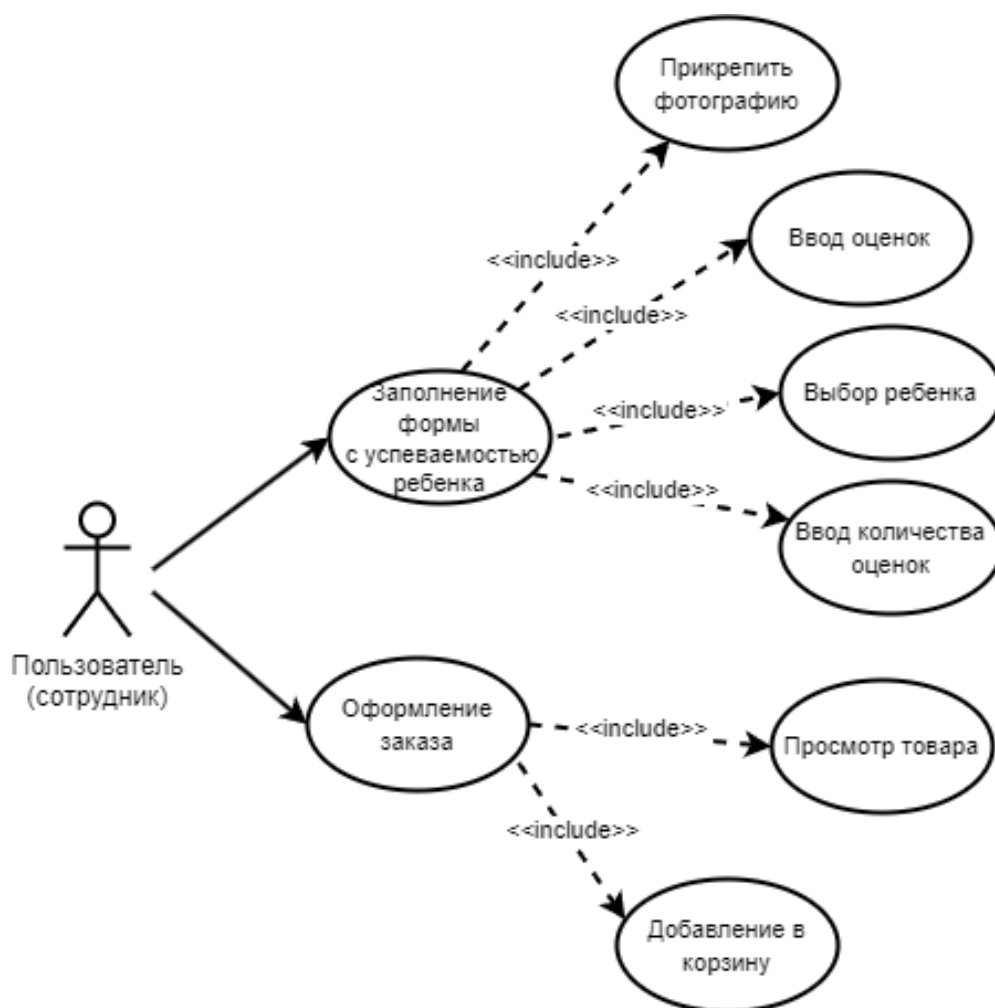 Прикрепить
фотографию
<<include>>
Ввод оценок
<<include>>
Выбор ребенка
<<include>>
Заполнение
формы
с успеваемостью
ребенка
<<include>>
Ввод количества
оценок
Пользователь
(сотрудник)
Оформление
заказа
<<include>>
Просмотр товара
<<include>>
Добавление в
корзину